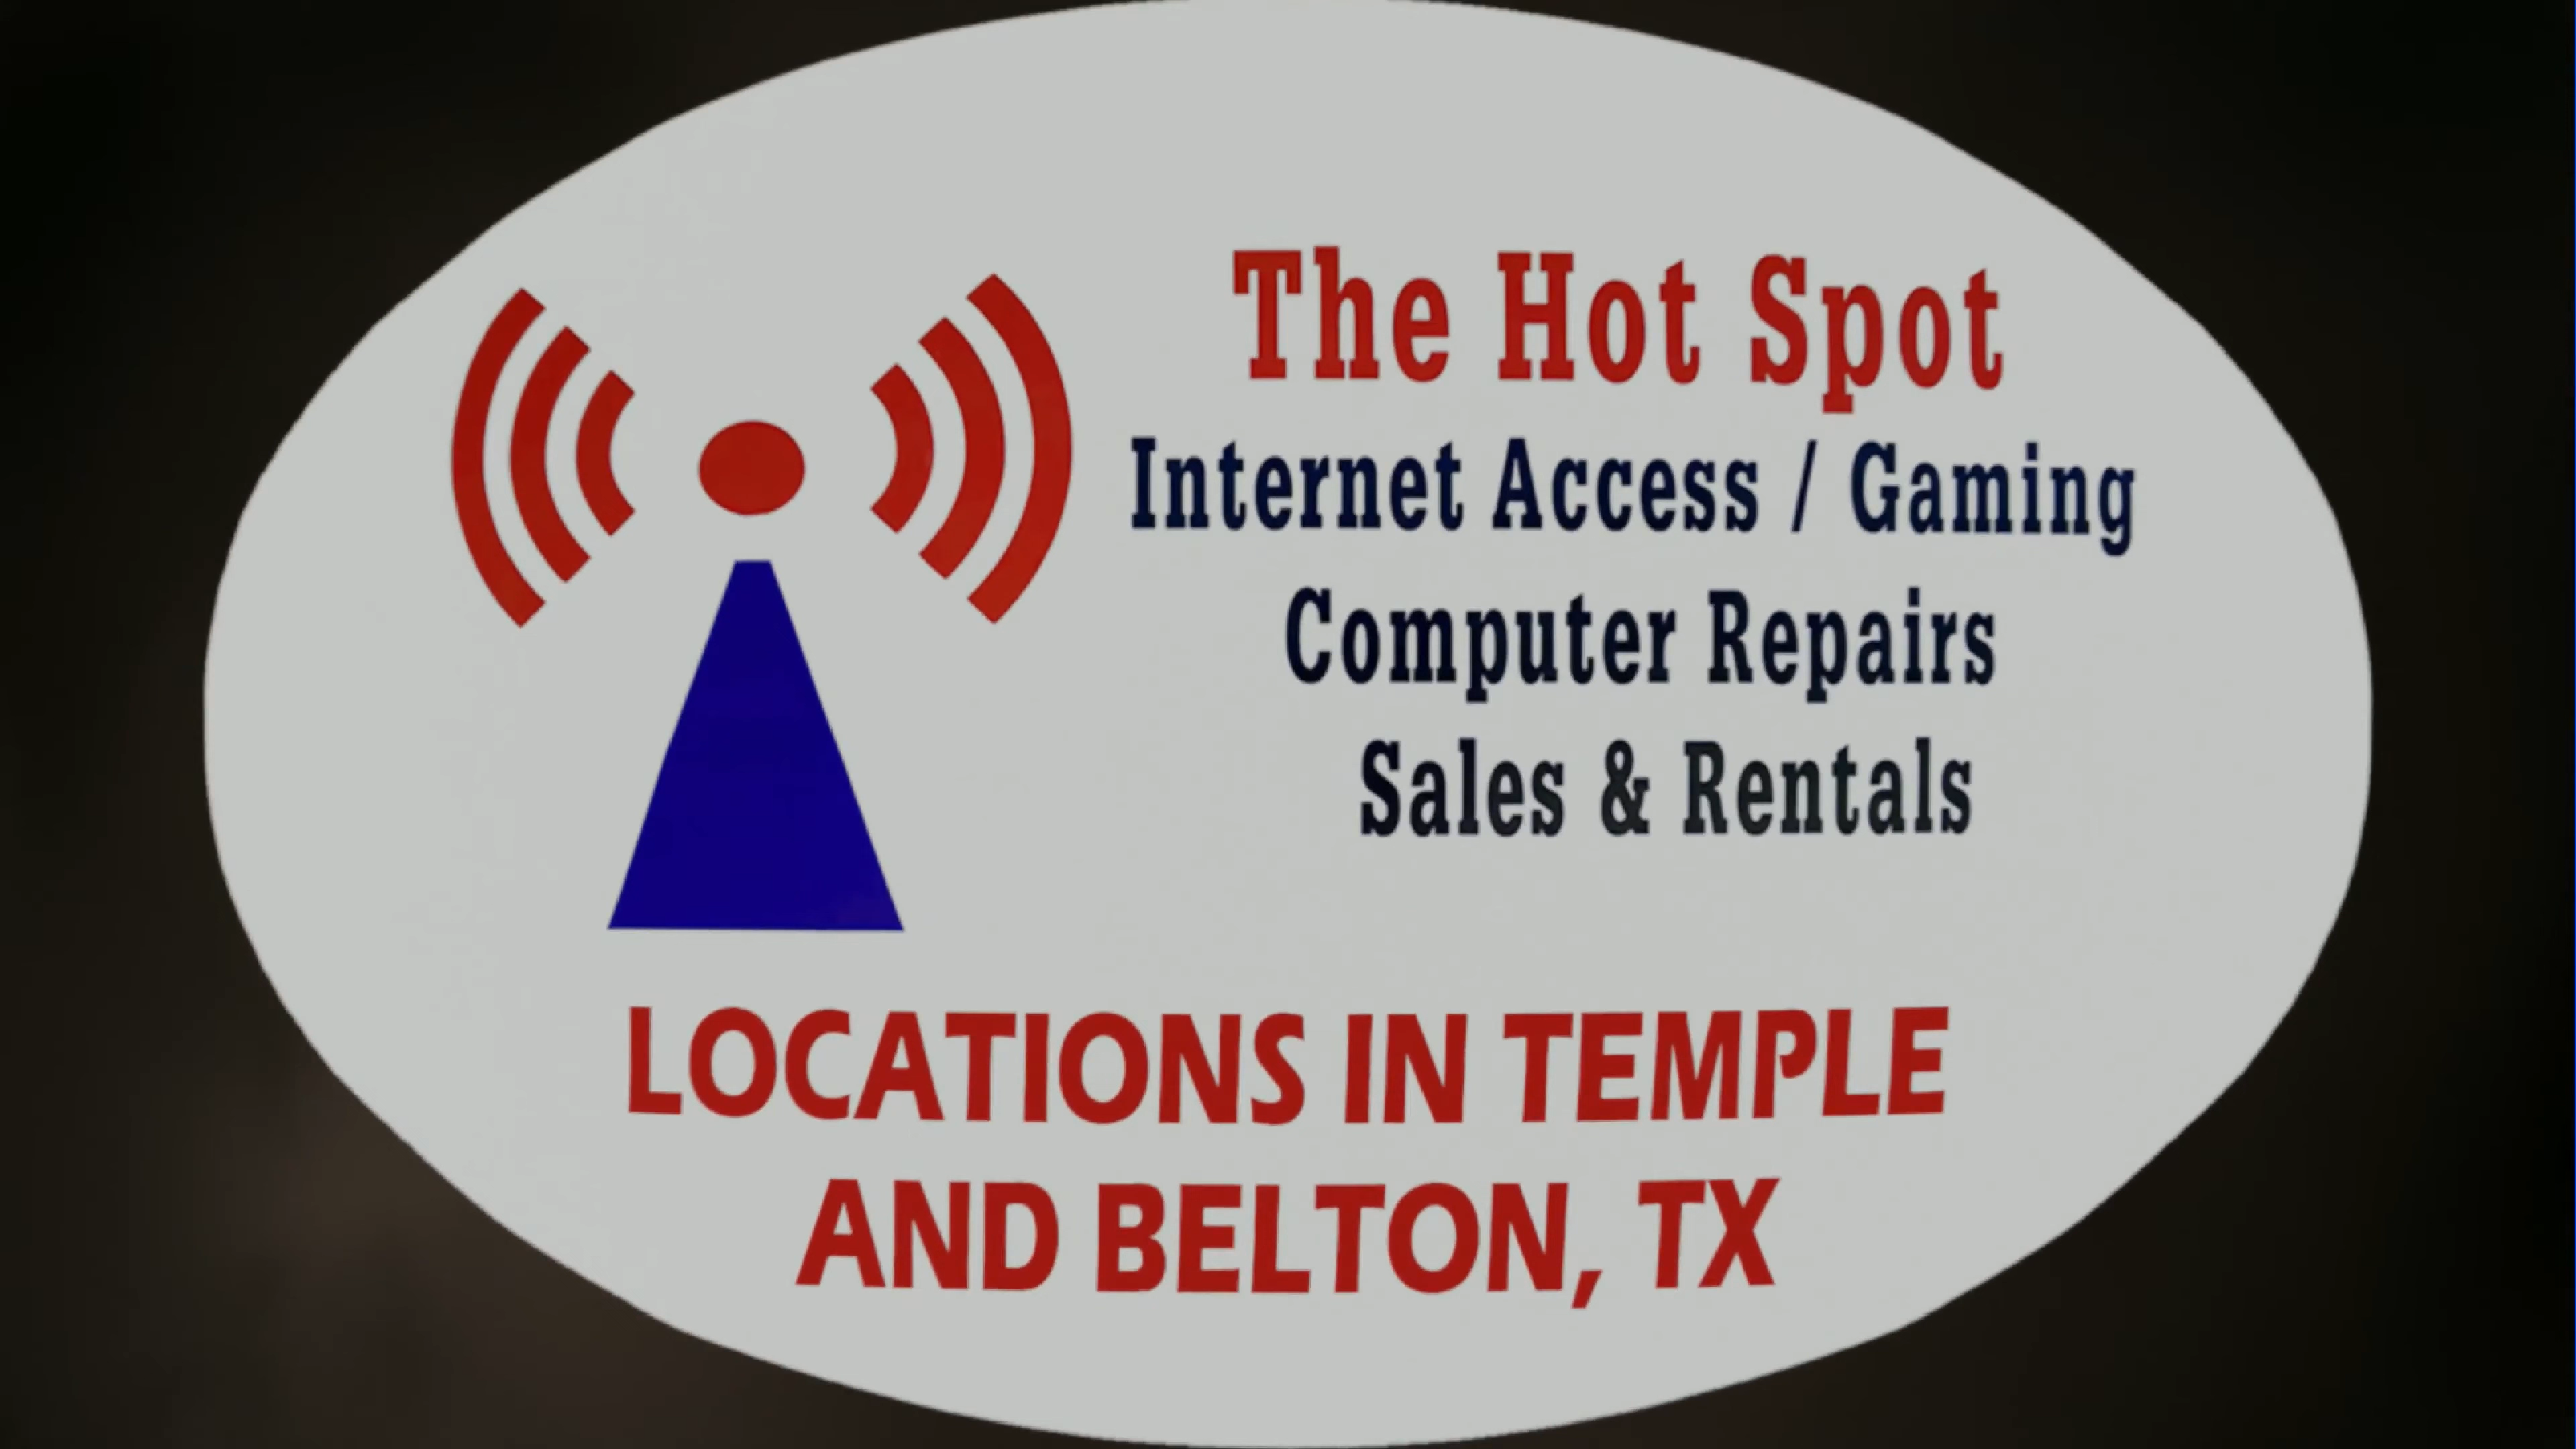 The Hot Spot
Internet Access / Gaming
Computer Repairs
Sales & Rentals
LOCATIONS IN TEMPLE
AND BELTON, TX